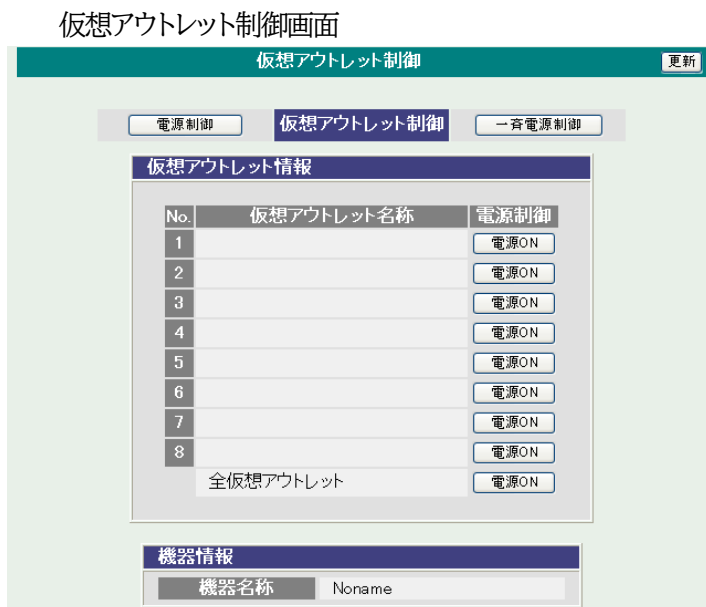 仮想アウトレット制御画面
仮想アウトレット制御 更新
電源制御 仮想アウトレット制御 一斉電源制御
仮想アウトレット情報
No. 仮想アウトレット名称 電源制御
1 電源ON
2 電源ON
3 電源ON
4 電源ON
5 電源ON
6 電源ON
7 電源ON
8 電源ON
全仮想アウトレット 電源ON
機器情報
機器名称 Noname